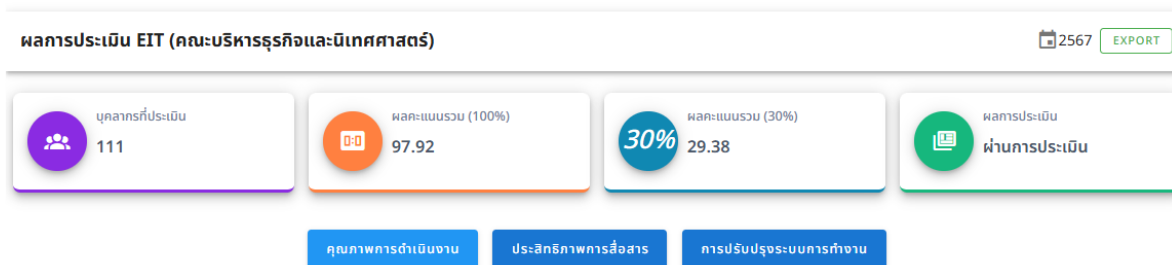 ผลการประเมิน EIT (คณะบริหารธุรกิจและนิเทศศาสตร์)
2567 EXPORT
บุคลากรที่ประเมิน
111
0:0
ผลคะแนนรวม (100%)
97.92
30%
ผลคะแนนรวม (30%)
29.38
ผลการประเมิน
ผ่านการประเมิน
คุณภาพการดำเนินงาน
ประสิทธิภาพการสื่อสาร
การปรับปรุงระบบการทำงาน